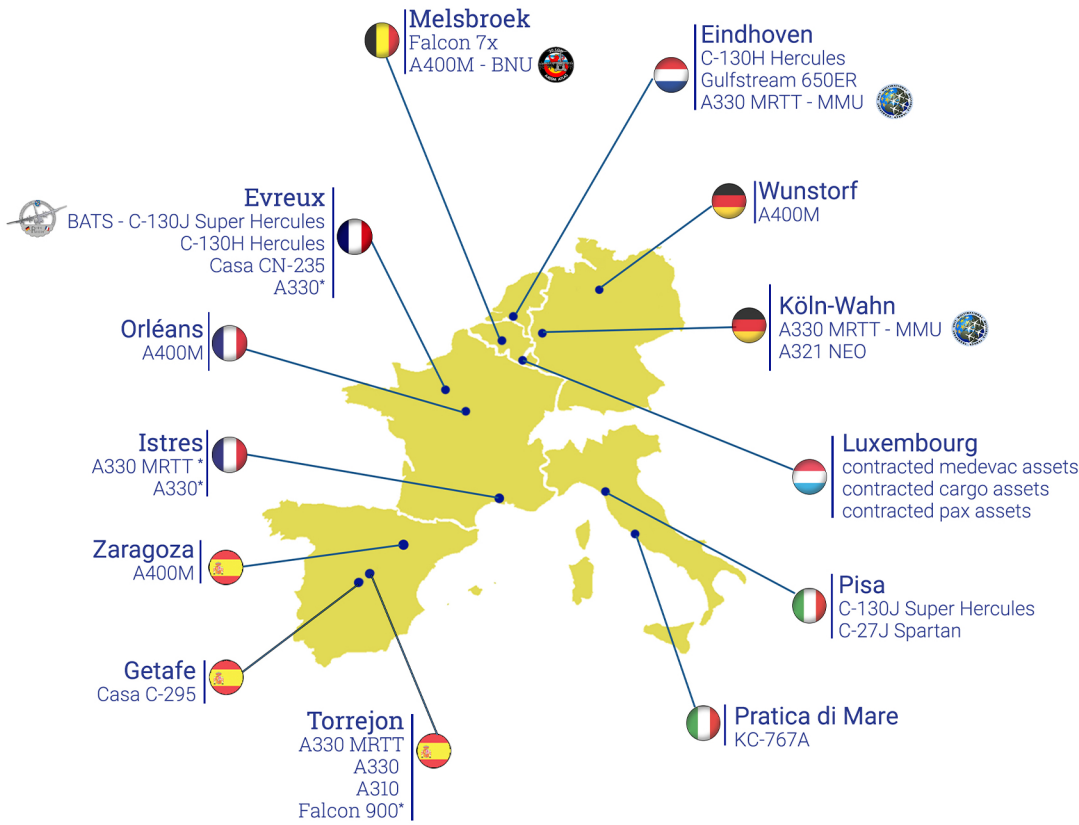 Melsbroek
Falcon 7x
A400M - BNU
Eindhoven
C-130H Hercules
Gulfstream 650ER
A330 MRTT - MMU
Wunstorf
A400M
Evreux
BATS - C-130J Super Hercules
C-130H Hercules
Casa CN-235
A330*
Köln-Wahn
A330 MRTT - MMU
A321 NEO
Orléans
A400M
Istres
A330 MRTT *
A330*
Luxembourg
contracted medevac assets
contracted cargo assets
contracted pax assets
Zaragoza
A400M
Pisa
C-130J Super Hercules
C-27J Spartan
Getafe
Casa C-295
Torrejon
A330 MRTT
A330
A310
Falcon 900*
Pratica di Mare
KC-767A